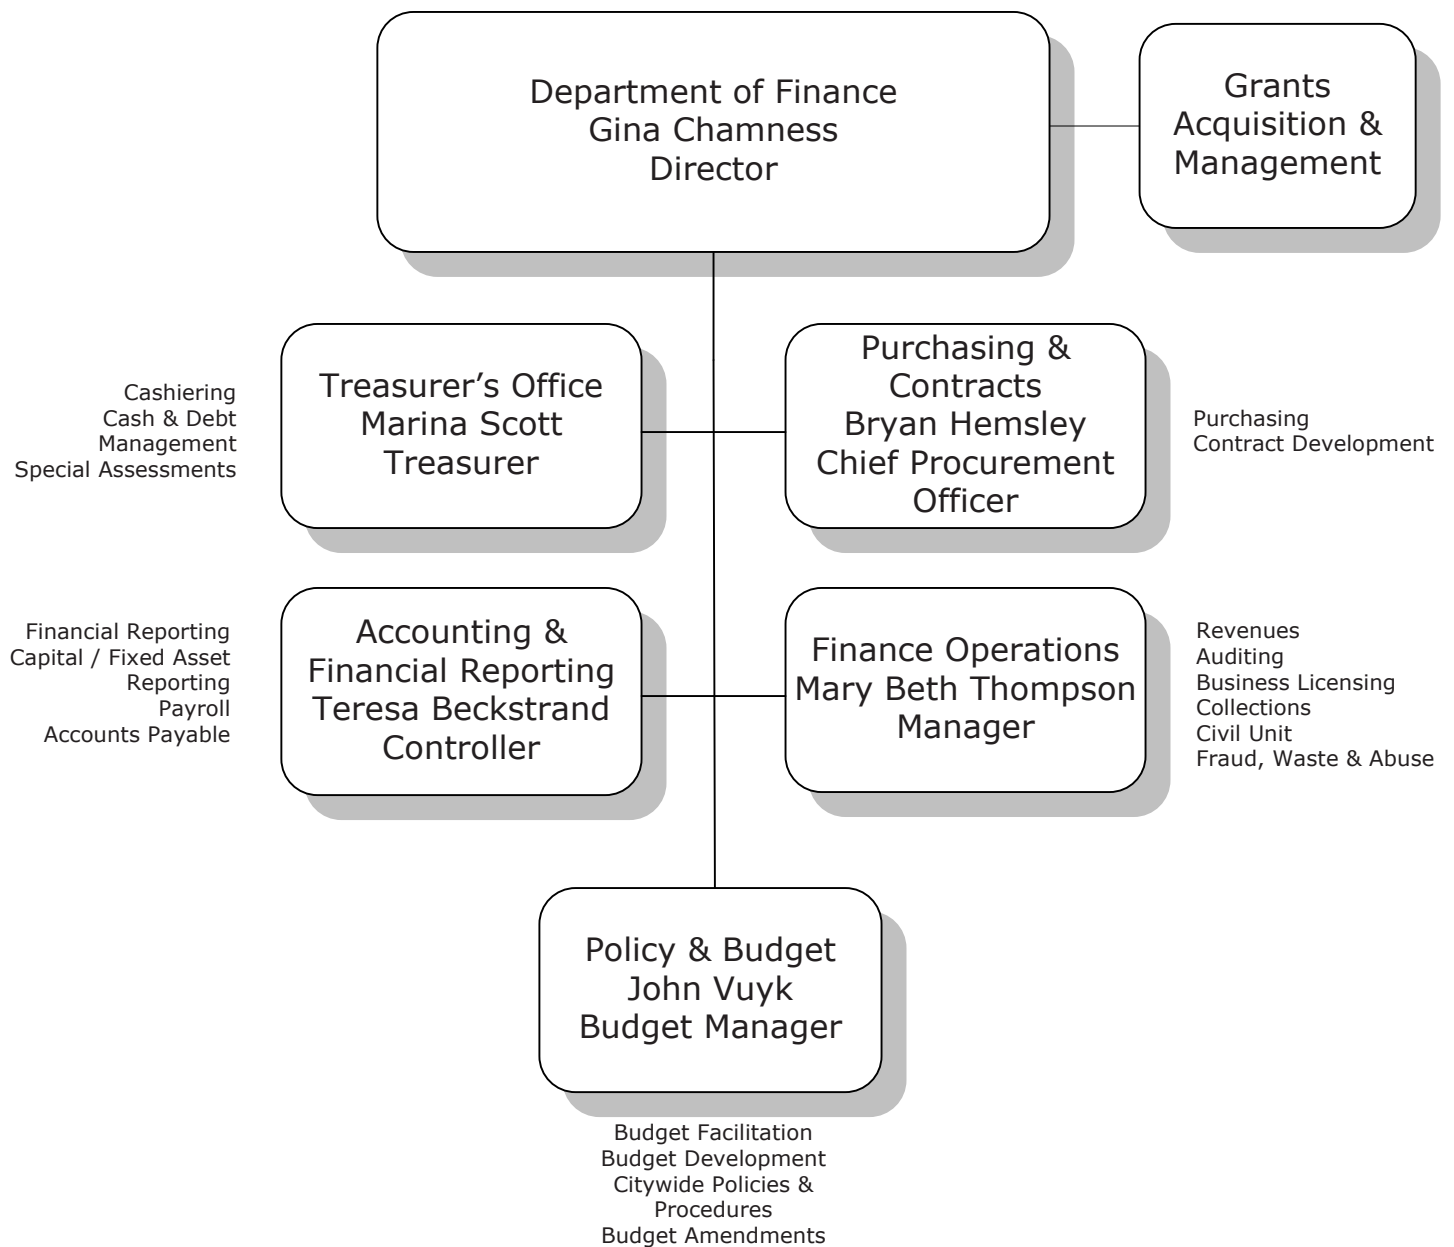 Department of Finance
Gina Chamness
Director
Grants
Acquisition &
Management
Cashiering
Cash & Debt
Management
Special Assessments
Treasurer’s Office
Marina Scott
Treasurer
Purchasing &
Contracts
Bryan Hemsley
Chief Procurement
Officer
Purchasing
Contract Development
Financial Reporting
Capital / Fixed Asset
Reporting
Payroll
Accounts Payable
Accounting &
Financial Reporting
Teresa Beckstrand
Controller
Finance Operations
Mary Beth Thompson
Manager
Revenues
Auditing
Business Licensing
Collections
Civil Unit
Fraud, Waste & Abuse
Policy & Budget
John Vuyk
Budget Manager
Budget Facilitation
Budget Development
Citywide Policies &
Procedures
Budget Amendments